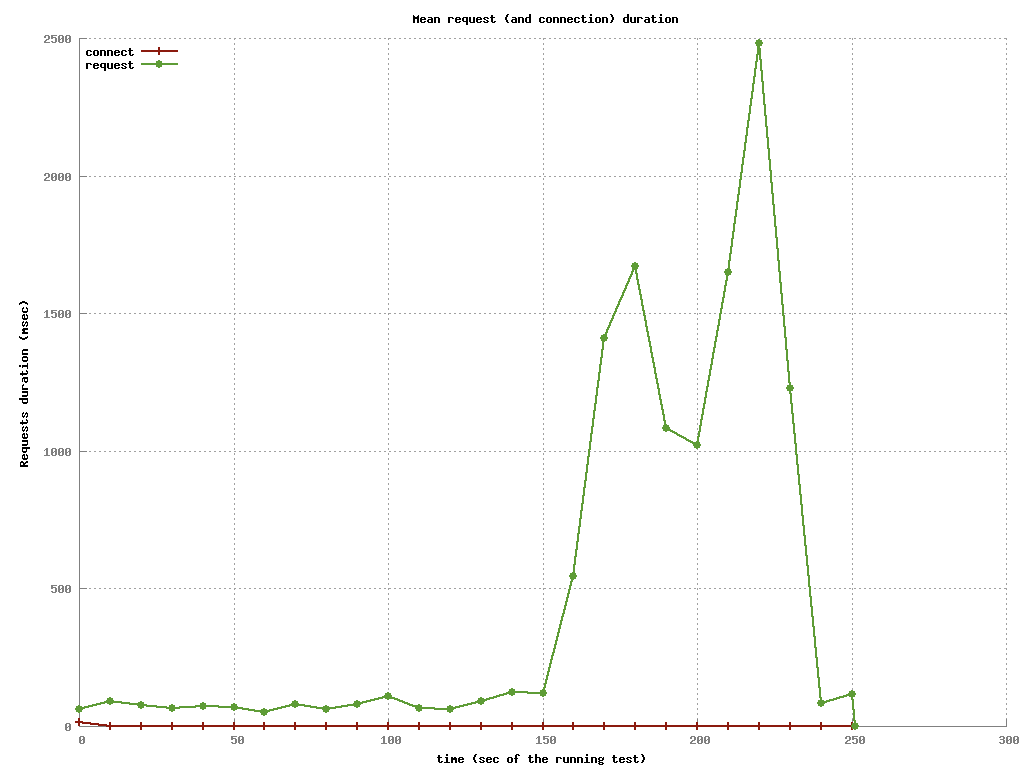 Mean request (and connection) duration
2500
connect
request
2000
1500
Requests duration (msec)
1000
500
0
0 50 100 150 200 250 300
time (sec of the running test)